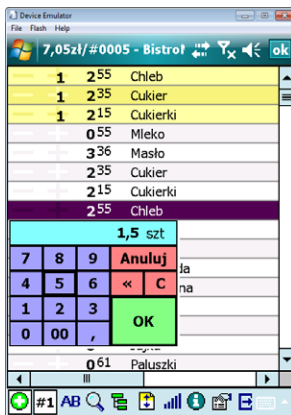 Device Emulator
File Flash Help
7,05zł/#0005 - BistroF ok
1 2 55 Chleb
1 2 35 Cukier
1 2 15 Cukierki
0 55 Mleko
3 36 Masło
2 35 Cukier
2 15 Cukierki
2 55 Chleb
1,5 szt
7 8 9 Anuluj
4 5 6 « C
1 2 3 OK
0 00 ,
0 61 Paluszki
#1 AB